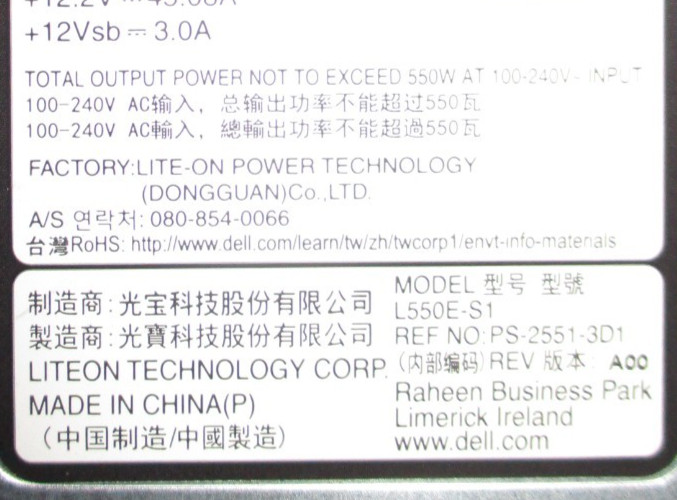 +12.2V ⎓ 45.08A
+12Vsb ⎓ 3.0A
TOTAL OUTPUT POWER NOT TO EXCEED 550W AT 100-240V~ INPUT
100-240V AC输入，总输出功率不能超过550瓦
100-240V AC輸入，總輸出功率不能超過550瓦
FACTORY:LITE-ON POWER TECHNOLOGY
(DONGGUAN)Co.,LTD.
A/S 연락처: 080-854-0066
台灣RoHS: http://www.dell.com/learn/tw/zh/twcorp1/envt-info-materials
制造商:光宝科技股份有限公司
製造商:光寶科技股份有限公司
LITEON TECHNOLOGY CORP.
MADE IN CHINA(P)
(中国制造/中國製造)
MODEL 型号 型號
L550E-S1
REF NO:PS-2551-3D1
(内部编码) REV 版本: A00
Raheen Business Park
Limerick Ireland
www.dell.com